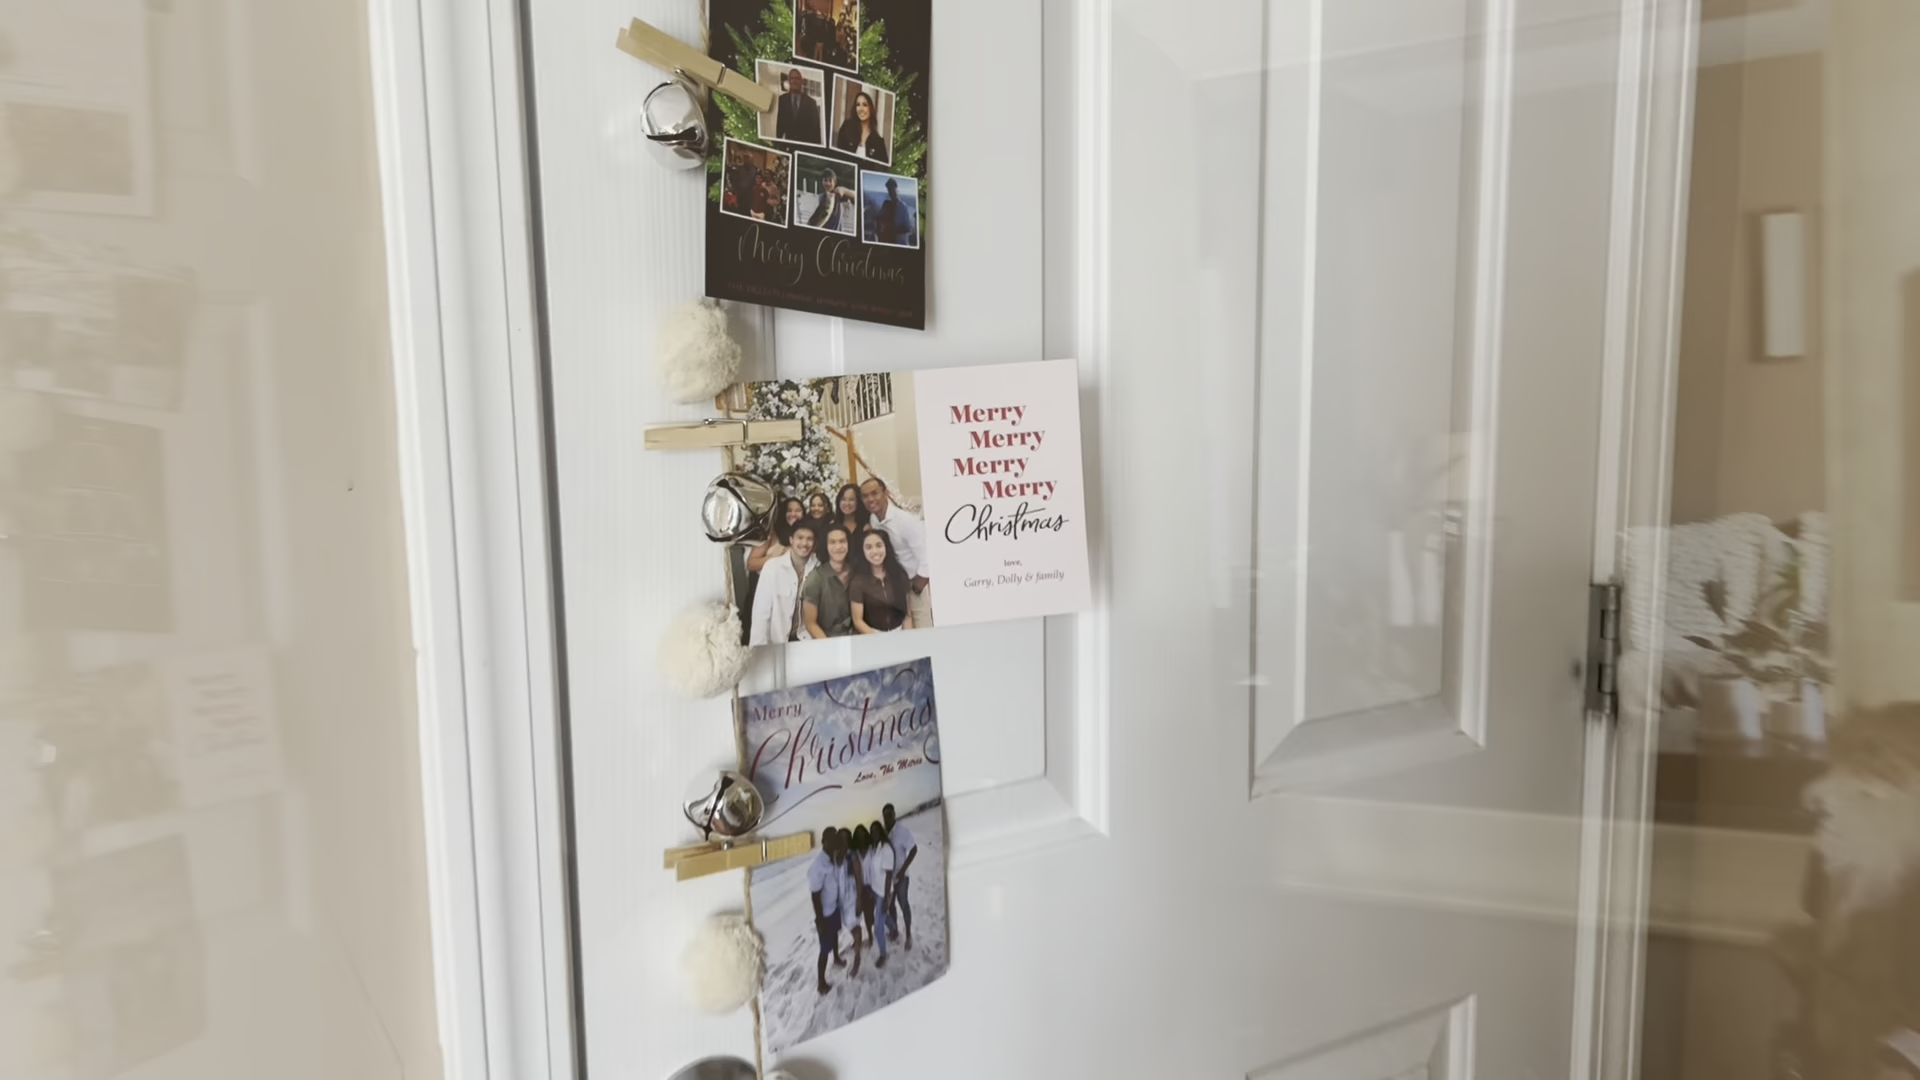 Merry Christmas
Merry
Merry
Merry
Merry
Christmas
love,
Garry, Dolly & family
Merry
Christmas
Love, The